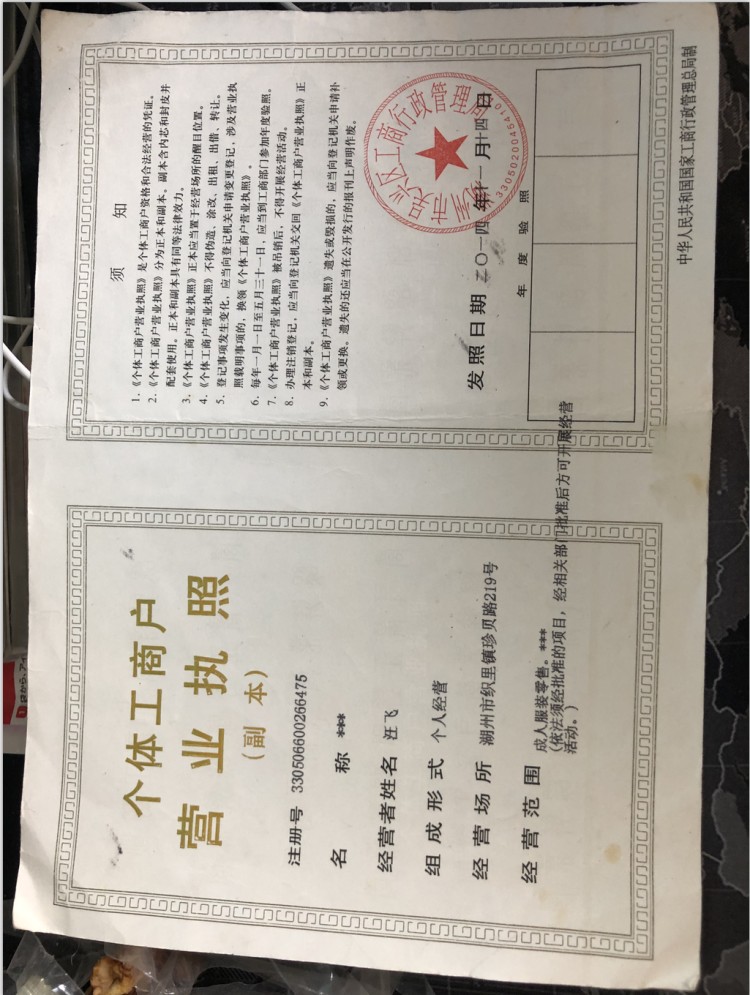 个体工商户
营业执照
（副 本）
注册号 330506600266475
名 称 ***
经营者姓名 汪飞
组成形式 个人经营
经营场所 湖州市织里镇珍贝路219号
经营范围 成人服装零售。***
（依法须经批准的项目，经相关部门批准后方可开展经营
活动。）
须 知
1. 《个体工商户营业执照》是个体工商户资格和合法经营的凭证。
2. 《个体工商户营业执照》分为正本和副本。副本含内芯和封皮并
配套使用。正本和副本具有同等法律效力。
3. 《个体工商户营业执照》正本应当置于经营场所的醒目位置。
4. 《个体工商户营业执照》不得伪造、涂改、出租、出借、转让。
5. 登记事项发生变化，应当向登记机关申请变更登记，涉及营业执
照载明事项的，换领《个体工商户营业执照》。
6. 每年一月一日至五月三十一日，应当到工商部门参加年度验照。
7. 《个体工商户营业执照》被吊销后，不得开展经营活动。
8. 办理注销登记，应当向登记机关交回《个体工商户营业执照》正
本和副本。
9. 《个体工商户营业执照》遗失或毁损的，应当向登记机关申请补
领或更换。遗失的还应当在公开发行的报刊上声明作废。
湖州市吴兴区工商行政管理局
3305020045410
发照日期 二〇一四年十一月十四日
年 度 验 照
中华人民共和国国家工商行政管理总局制